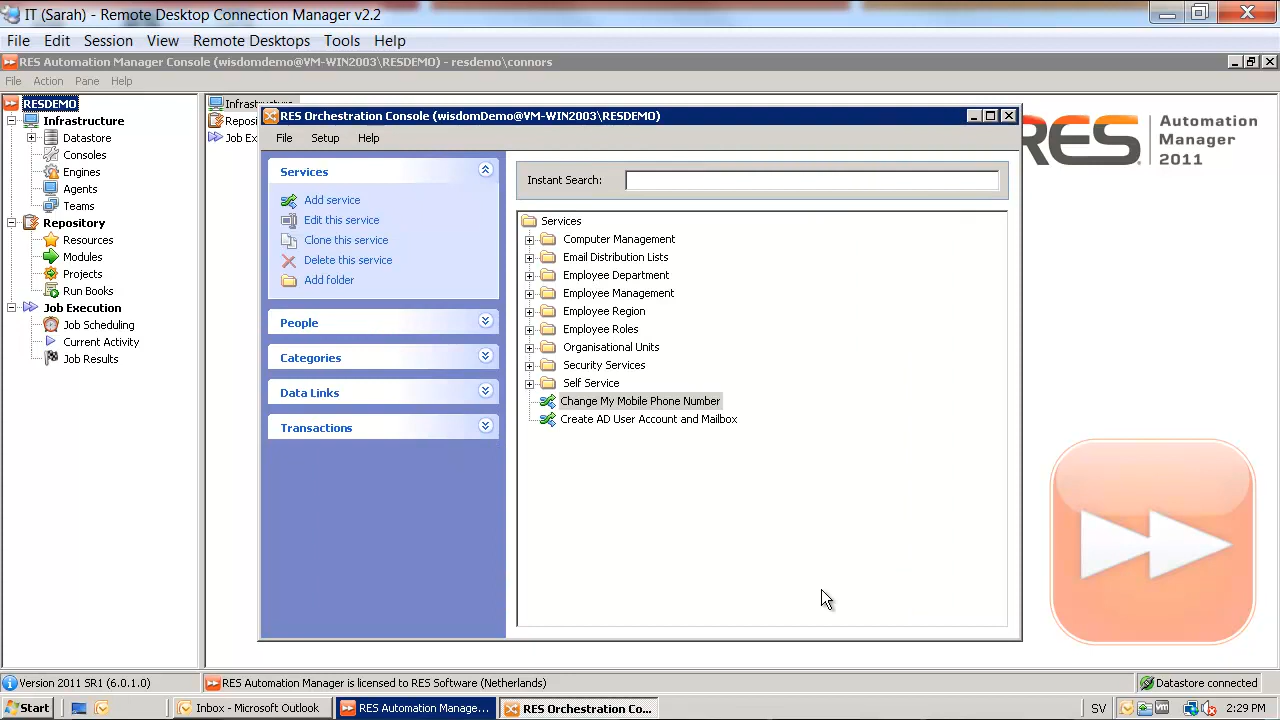 IT (Sarah) - Remote Desktop Connection Manager v2.2
File Edit Session View Remote Desktops Tools Help
RES Automation Manager Console (wisdomdemo@VM-WIN2003\RESDEMO) - resdemo\connors
File Action Pane Help
RESDEMO
Infrastructure
Datastore
Consoles
Engines
Agents
Teams
Repository
Resources
Modules
Projects
Run Books
Job Execution
Job Scheduling
Current Activity
Job Results
RES Orchestration Console (wisdomDemo@VM-WIN2003\RESDEMO)
File Setup Help
Services
Add service
Edit this service
Clone this service
Delete this service
Add folder
People
Categories
Data Links
Transactions
Instant Search:
Services
Computer Management
Email Distribution Lists
Employee Department
Employee Management
Employee Region
Employee Roles
Organisational Units
Security Services
Self Service
Change My Mobile Phone Number
Create AD User Account and Mailbox
RES Automation
Manager
2011
Version 2011 SR1 (6.0.1.0) RES Automation Manager is licensed to RES Software (Netherlands) Datastore connected
Start Inbox - Microsoft Outlook RES Automation Manage... RES Orchestration Co... SV 2:29 PM